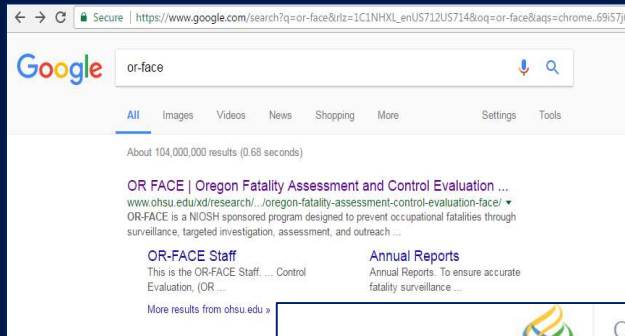 Secure | https://www.google.com/search?q=or-face&rlz=1C1NHXL_enUS712US714&oq=or-face&aqs=chrome..69i57j
Google or-face
All Images Videos News Shopping More Settings Tools
About 104,000,000 results (0.68 seconds)
OR FACE | Oregon Fatality Assessment and Control Evaluation ...
www.ohsu.edu/xd/research/.../oregon-fatality-assessment-control-evaluation-face/
OR-FACE is a NIOSH sponsored program designed to prevent occupational fatalities through
surveillance, targeted investigation, assessment, and outreach ...
OR-FACE Staff
This is the OR-FACE Staff. ... Control
Evaluation, (OR ...
Annual Reports
Annual Reports. To ensure accurate
fatality surveillance ...
More results from ohsu.edu »